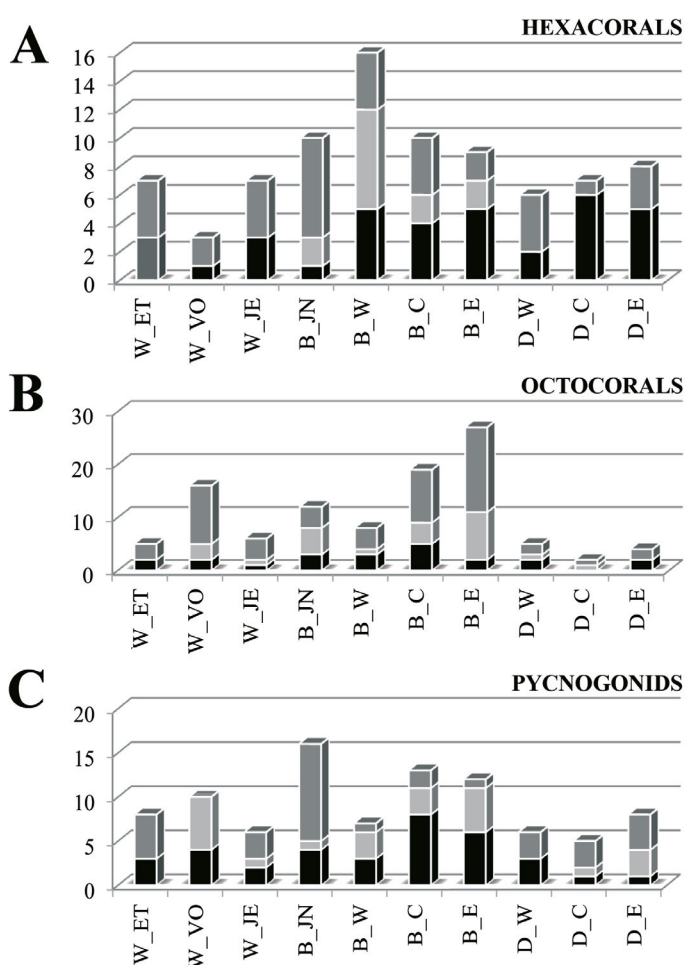 A
HEXACORALS
16
14
12
10
8
6
4
2
0
W_ET
W_VO
W_JE
B_JN
B_W
B_C
B_E
D_W
D_C
D_E
B
OCTOCORALS
30
20
10
0
W_ET
W_VO
W_JE
B_JN
B_W
B_C
B_E
D_W
D_C
D_E
C
PYCNOGONIDS
20
15
10
5
0
W_ET
W_VO
W_JE
B_JN
B_W
B_C
B_E
D_W
D_C
D_E